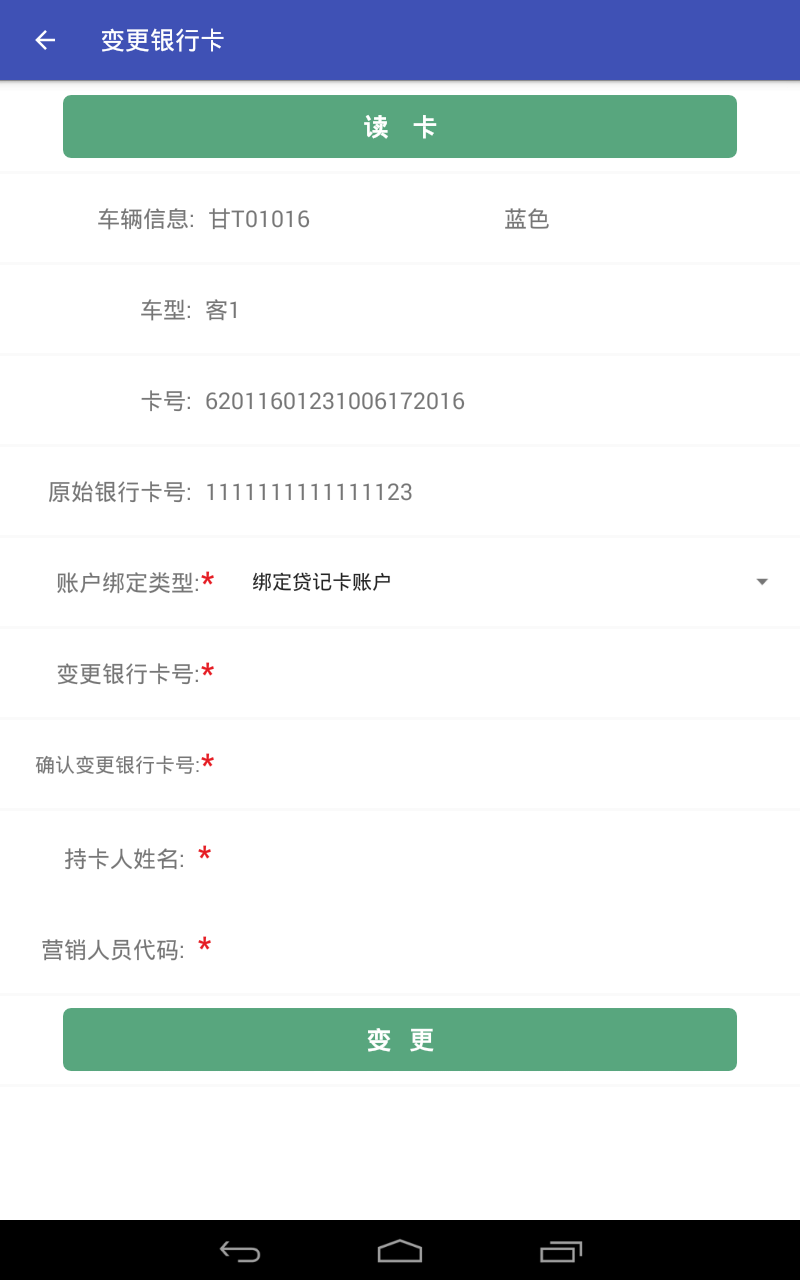 变更银行卡
读 卡
车辆信息: 甘T01016 蓝色
车型: 客1
卡号: 62011601231006172016
原始银行卡号: 1111111111111123
账户绑定类型:* 绑定贷记卡账户
变更银行卡号:*
确认变更银行卡号:*
持卡人姓名: *
营销人员代码: *
变 更